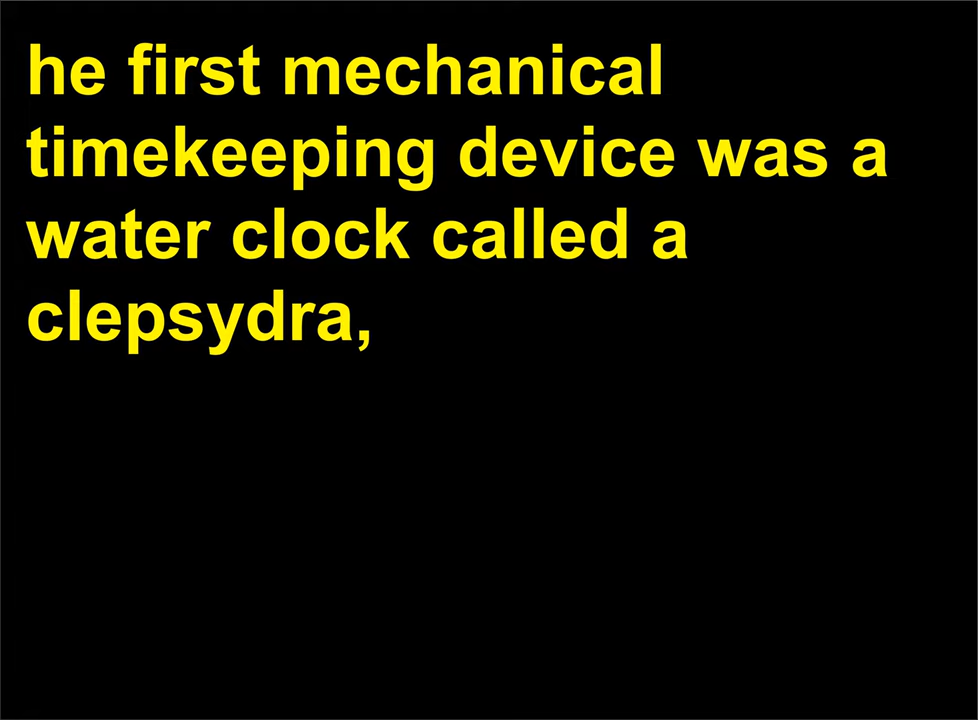 he first mechanical
timekeeping device was a
water clock called a
clepsydra,